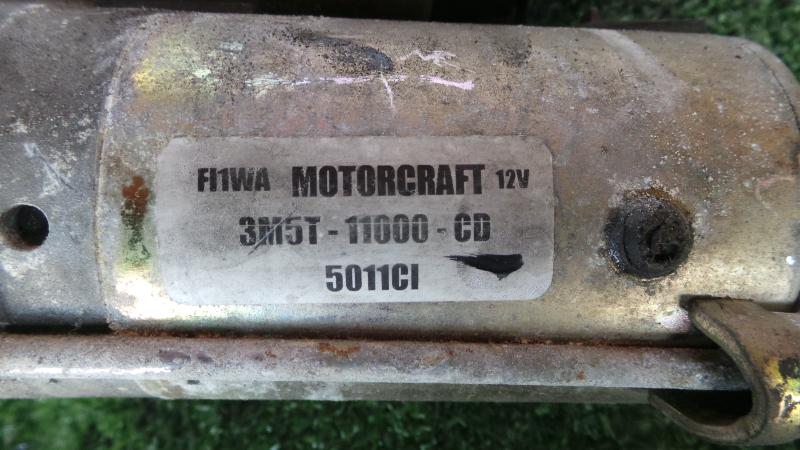 FI1WA MOTORCRAFT 12V
3M5T - 11000 - CD
5011CI